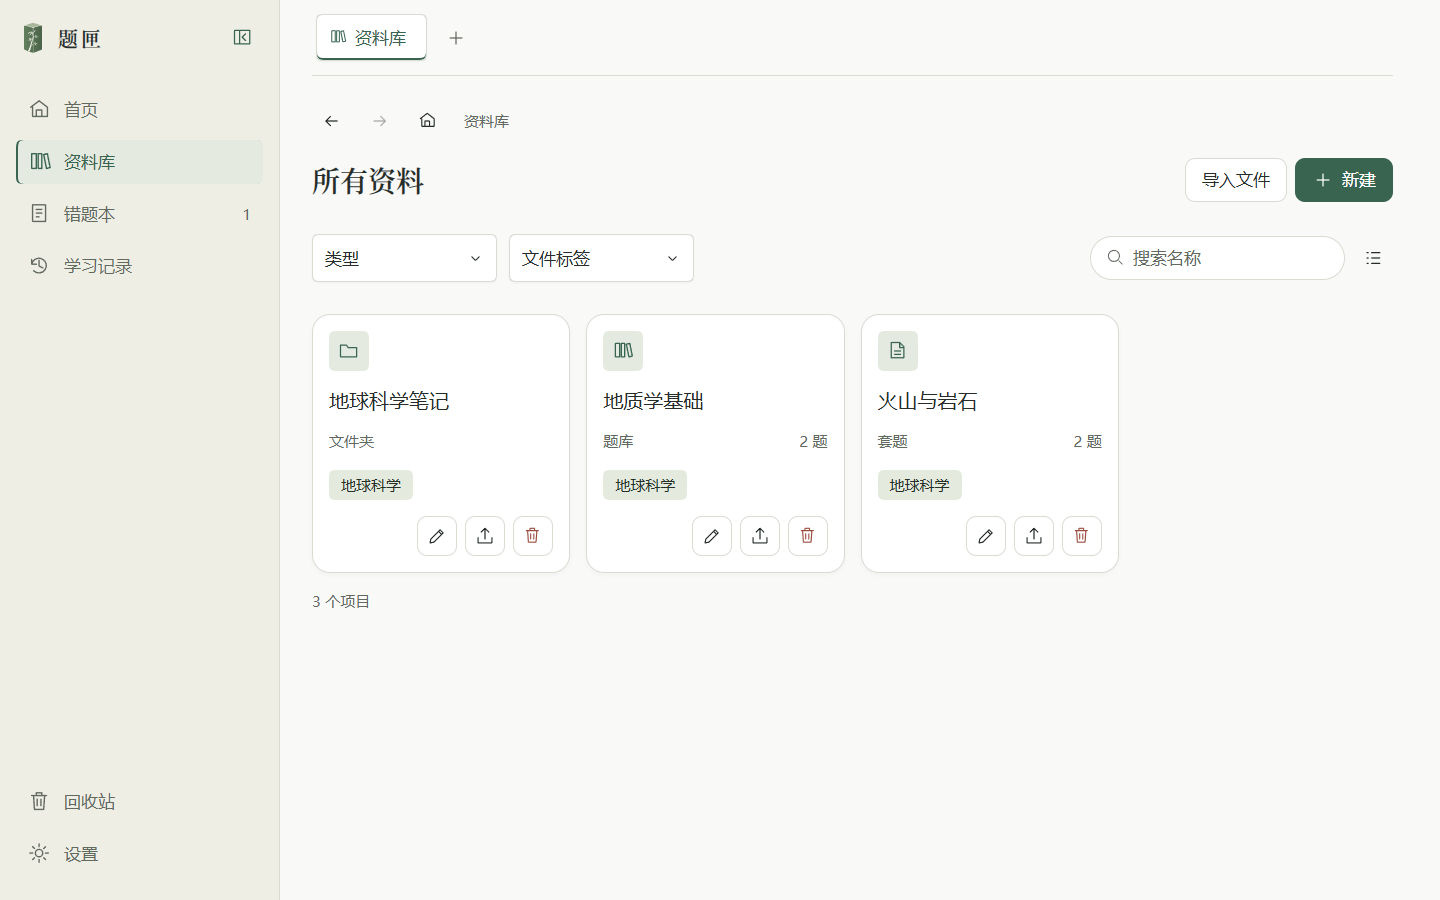 题匣
首页
资料库
错题本 1
学习记录
回收站
设置
资料库
资料库
所有资料
导入文件
新建
类型
文件标签
搜索名称
地球科学笔记
文件夹
地球科学
地质学基础
题库 2 题
地球科学
火山与岩石
套题 2 题
地球科学
3 个项目